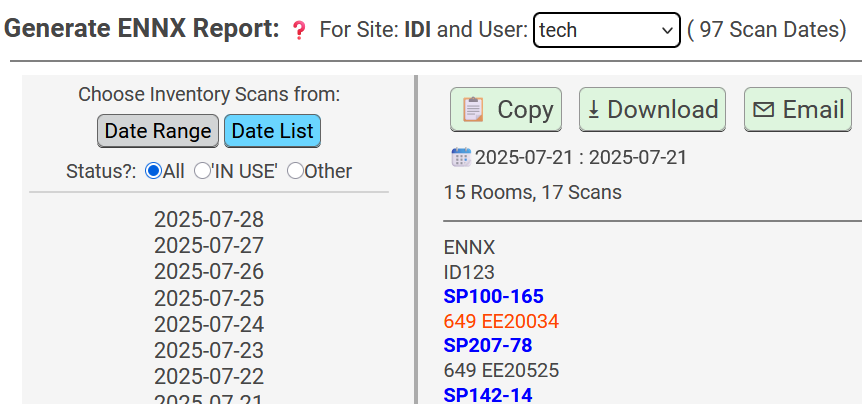 Generate ENNX Report: ❓ For Site: IDI and User: tech ( 97 Scan Dates)
Choose Inventory Scans from:
Date Range Date List
Status?: All 'IN USE' Other
2025-07-28
2025-07-27
2025-07-26
2025-07-25
2025-07-24
2025-07-23
2025-07-22
2025-07-21
Copy Download Email
2025-07-21 : 2025-07-21
15 Rooms, 17 Scans
ENNX
ID123
SP100-165
649 EE20034
SP207-78
649 EE20525
SP142-14